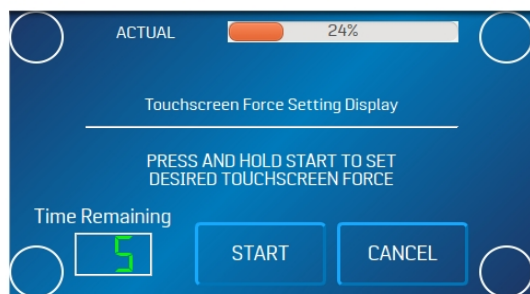 ACTUAL 24%
Touchscreen Force Setting Display
PRESS AND HOLD START TO SET
DESIRED TOUCHSCREEN FORCE
Time Remaining
5
START
CANCEL